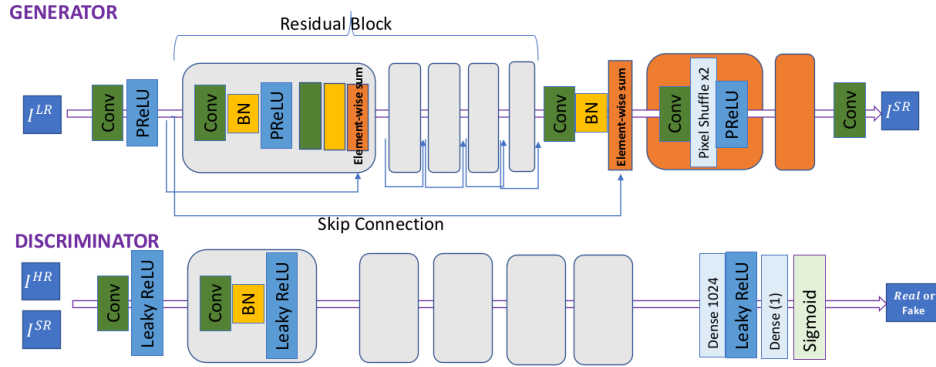 GENERATOR
Residual Block
I^LR
Conv
PReLU
Conv
BN
PReLU
Element-wise sum
Conv
BN
Element-wise sum
Conv
Pixel Shuffle x2
PReLU
Conv
I^SR
Skip Connection
DISCRIMINATOR
I^HR
I^SR
Conv
Leaky ReLU
Conv
BN
Leaky ReLU
Dense 1024
Leaky ReLU
Dense (1)
Sigmoid
Real or
Fake